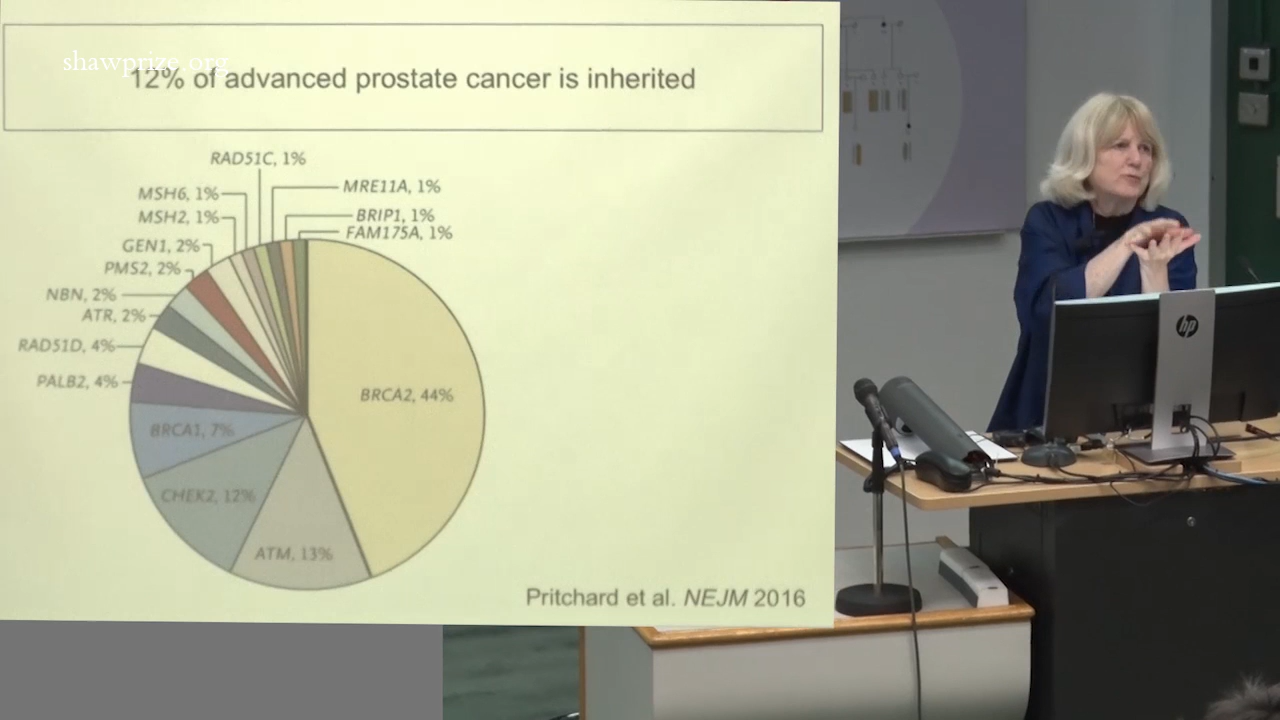 shawprize.org
12% of advanced prostate cancer is inherited
RAD51C, 1%
MSH6, 1%
MRE11A, 1%
MSH2, 1%
BRIP1, 1%
FAM175A, 1%
GEN1, 2%
PMS2, 2%
NBN, 2%
ATR, 2%
RAD51D, 4%
PALB2, 4%
BRCA2, 44%
BRCA1, 7%
CHEK2, 12%
ATM, 13%
Pritchard et al. NEJM 2016
hp